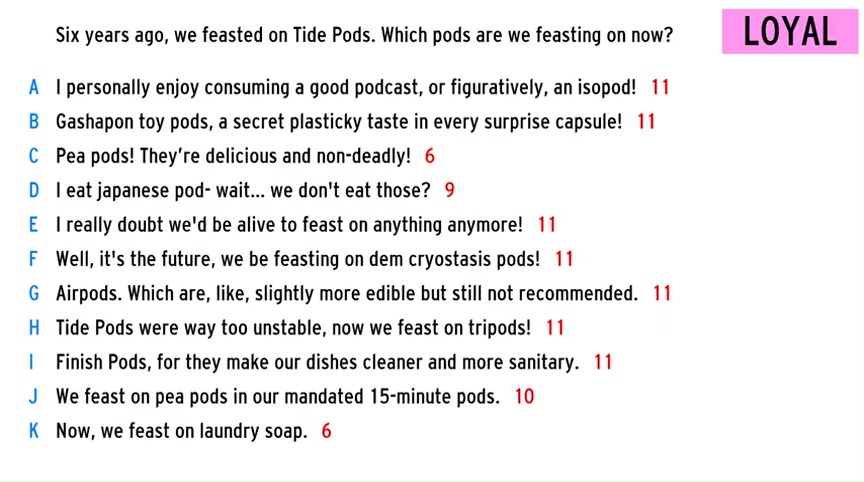 Six years ago, we feasted on Tide Pods. Which pods are we feasting on now?
LOYAL
A I personally enjoy consuming a good podcast, or figuratively, an isopod! 11
B Gashapon toy pods, a secret plasticky taste in every surprise capsule! 11
C Pea pods! They're delicious and non-deadly! 6
D I eat japanese pod- wait... we don't eat those? 9
E I really doubt we'd be alive to feast on anything anymore! 11
F Well, it's the future, we be feasting on dem cryostasis pods! 11
G Airpods. Which are, like, slightly more edible but still not recommended. 11
H Tide Pods were way too unstable, now we feast on tripods! 11
I Finish Pods, for they make our dishes cleaner and more sanitary. 11
J We feast on pea pods in our mandated 15-minute pods. 10
K Now, we feast on laundry soap. 6